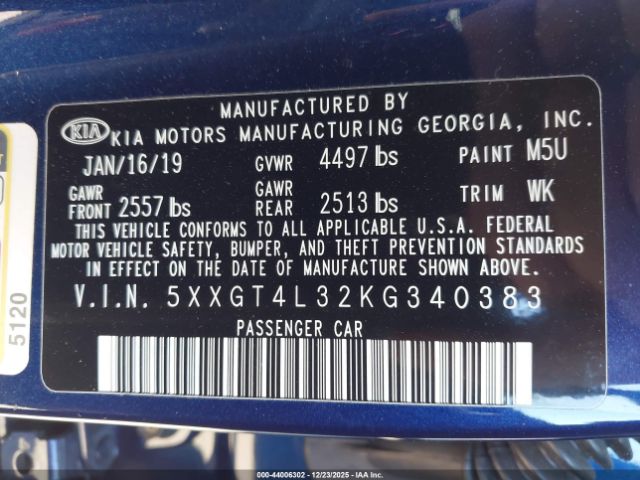 MANUFACTURED BY
KIA KIA MOTORS MANUFACTURING GEORGIA, INC.
JAN/16/19 GVWR 4497 lbs PAINT M5U
GAWR FRONT 2557 lbs GAWR REAR 2513 lbs TRIM WK
THIS VEHICLE CONFORMS TO ALL APPLICABLE U.S.A. FEDERAL
MOTOR VEHICLE SAFETY, BUMPER, AND THEFT PREVENTION STANDARDS
IN EFFECT ON THE DATE OF MANUFACTURE SHOWN ABOVE.
V.I.N. 5XXGT4L32KG340383
PASSENGER CAR
5120
000-44006302 - 12/23/2025 - IAAI Inc.